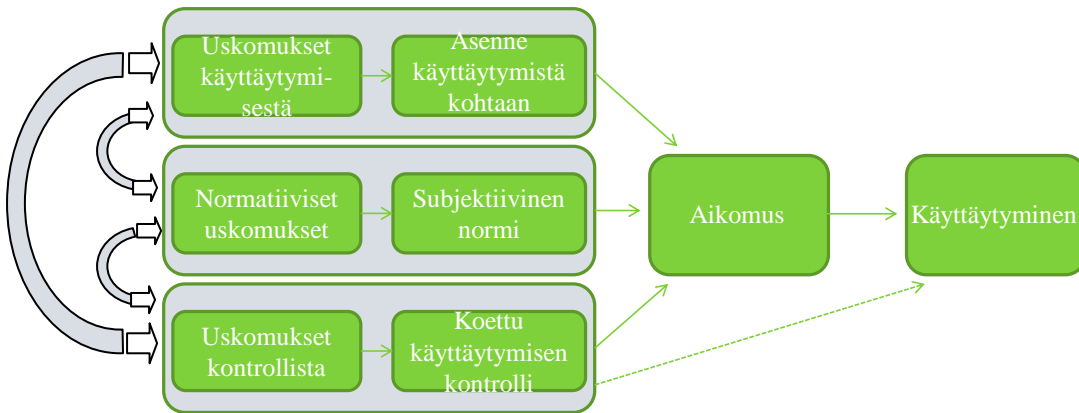 Uskomukset
käyttäytymi-
sestä
Asenne
käyttäytymistä
kohtaan
Normatiiviset
uskomukset
Subjektiivinen
normi
Aikomus
Käyttäytyminen
Uskomukset
kontrollista
Koettu
käyttäytymisen
kontrolli